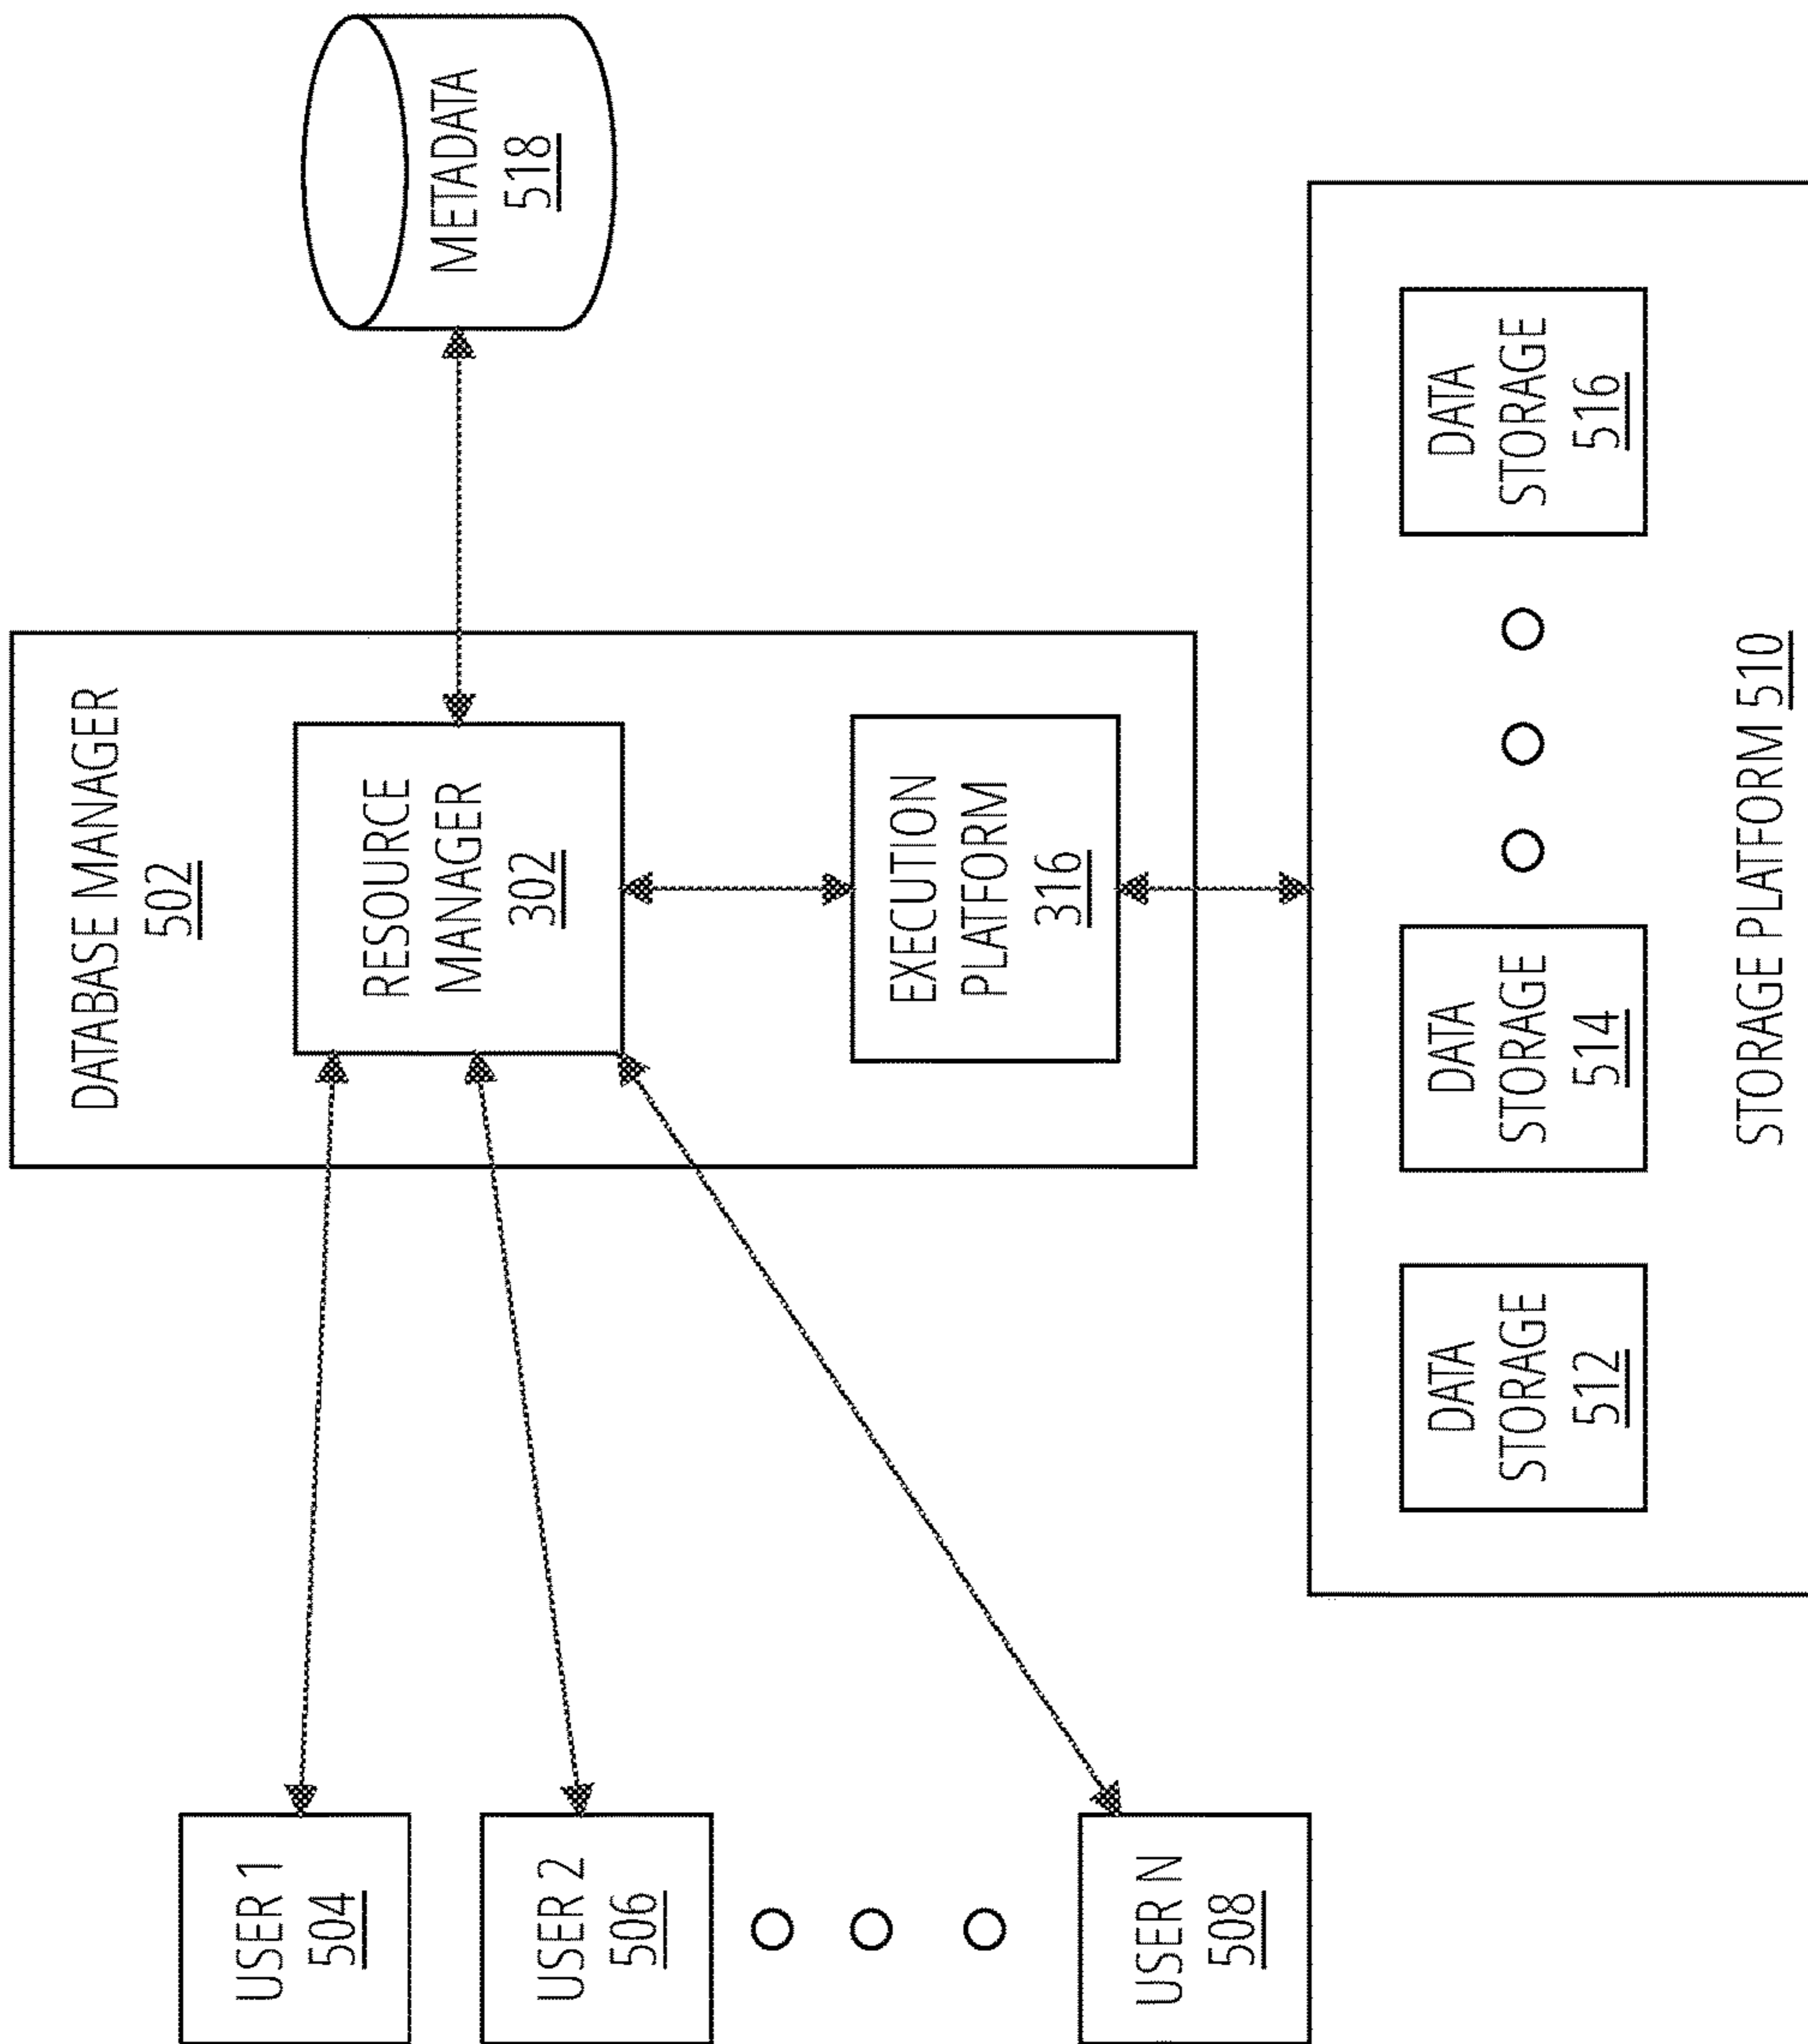 DATABASE MANAGER
502
USER 1
504
RESOURCE
MANAGER
302
METADATA
518
USER 2
506
EXECUTION
PLATFORM
316
USER N
508
DATA
STORAGE
512
DATA
STORAGE
514
DATA
STORAGE
516
STORAGE PLATFORM 510